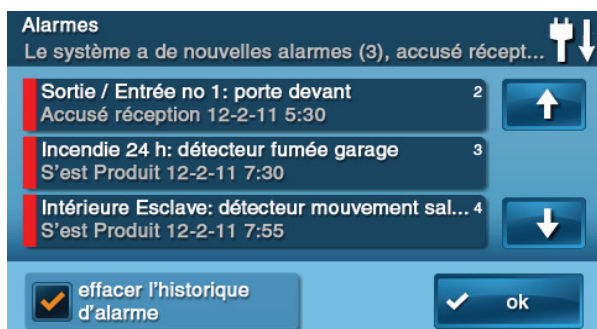 Alarmes
Le système a de nouvelles alarmes (3), accusé récept...
Sortie / Entrée no 1: porte devant 2
Accusé réception 12-2-11 5:30
Incendie 24 h: détecteur fumée garage 3
S'est Produit 12-2-11 7:30
Intérieure Esclave: détecteur mouvement sal... 4
S'est Produit 12-2-11 7:55
effacer l'historique
d'alarme
ok